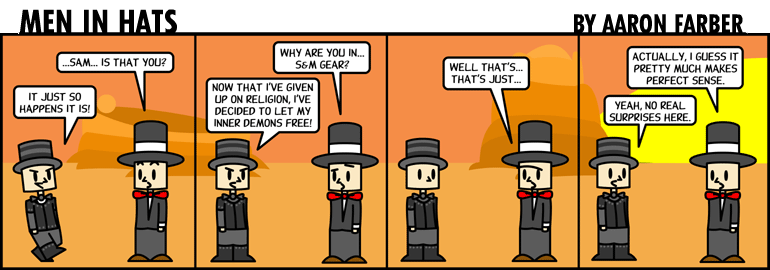 MEN IN HATS
BY AARON FARBER
...SAM... IS THAT YOU?
IT JUST SO
HAPPENS IT IS!
WHY ARE YOU IN...
S&M GEAR?
NOW THAT I'VE GIVEN
UP ON RELIGION, I'VE
DECIDED TO LET MY
INNER DEMONS FREE!
WELL THAT'S...
THAT'S JUST...
ACTUALLY, I GUESS IT
PRETTY MUCH MAKES
PERFECT SENSE.
YEAH, NO REAL
SURPRISES HERE.